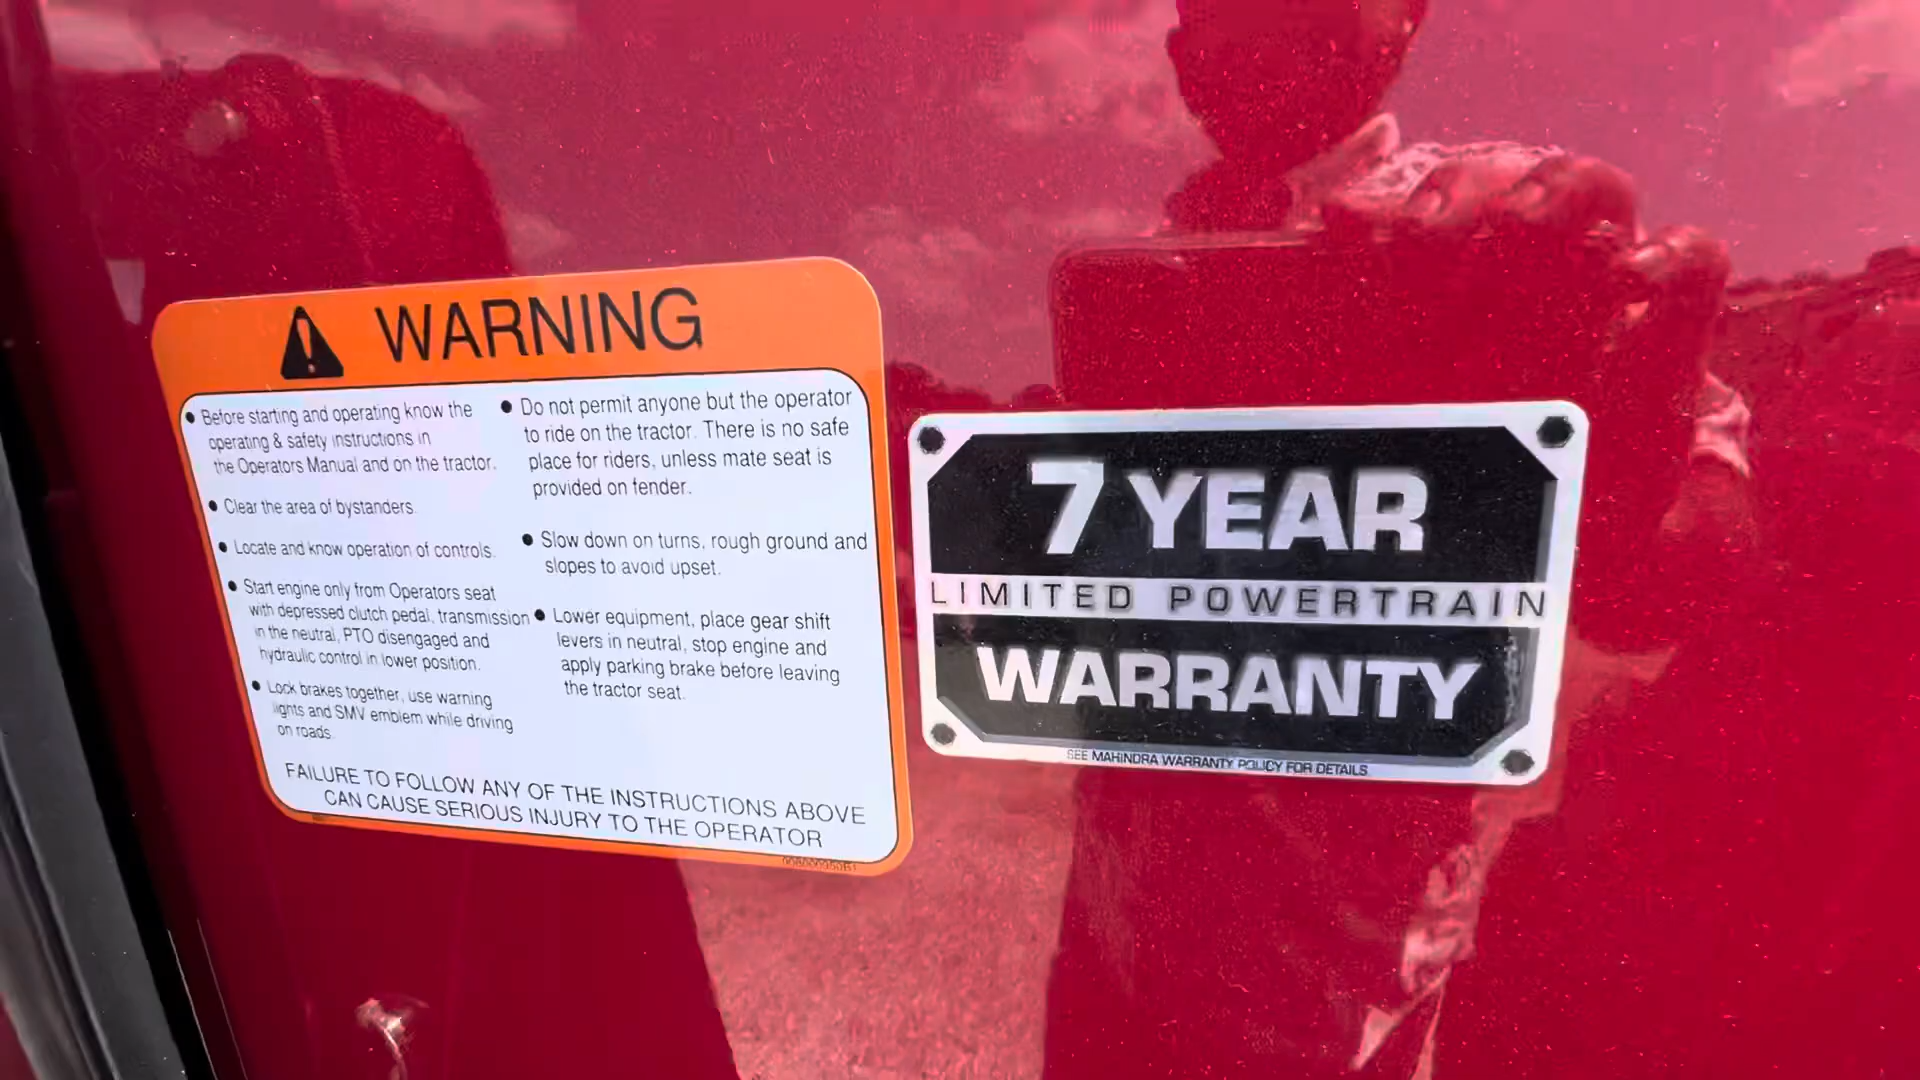 WARNING
● Before starting and operating know the
operating & safety instructions in
the Operators Manual and on the tractor.
● Clear the area of bystanders.
● Locate and know operation of controls.
● Start engine only from Operators seat
with depressed clutch pedal, transmission
in the neutral, PTO disengaged and
hydraulic control in lower position.
● Lock brakes together, use warning
lights and SMV emblem while driving
on roads.
● Do not permit anyone but the operator
to ride on the tractor. There is no safe
place for riders, unless mate seat is
provided on fender.
● Slow down on turns, rough ground and
slopes to avoid upset.
● Lower equipment, place gear shift
levers in neutral, stop engine and
apply parking brake before leaving
the tractor seat.
FAILURE TO FOLLOW ANY OF THE INSTRUCTIONS ABOVE
CAN CAUSE SERIOUS INJURY TO THE OPERATOR
7 YEAR
LIMITED POWERTRAIN
WARRANTY
SEE MAHINDRA WARRANTY POLICY FOR DETAILS.